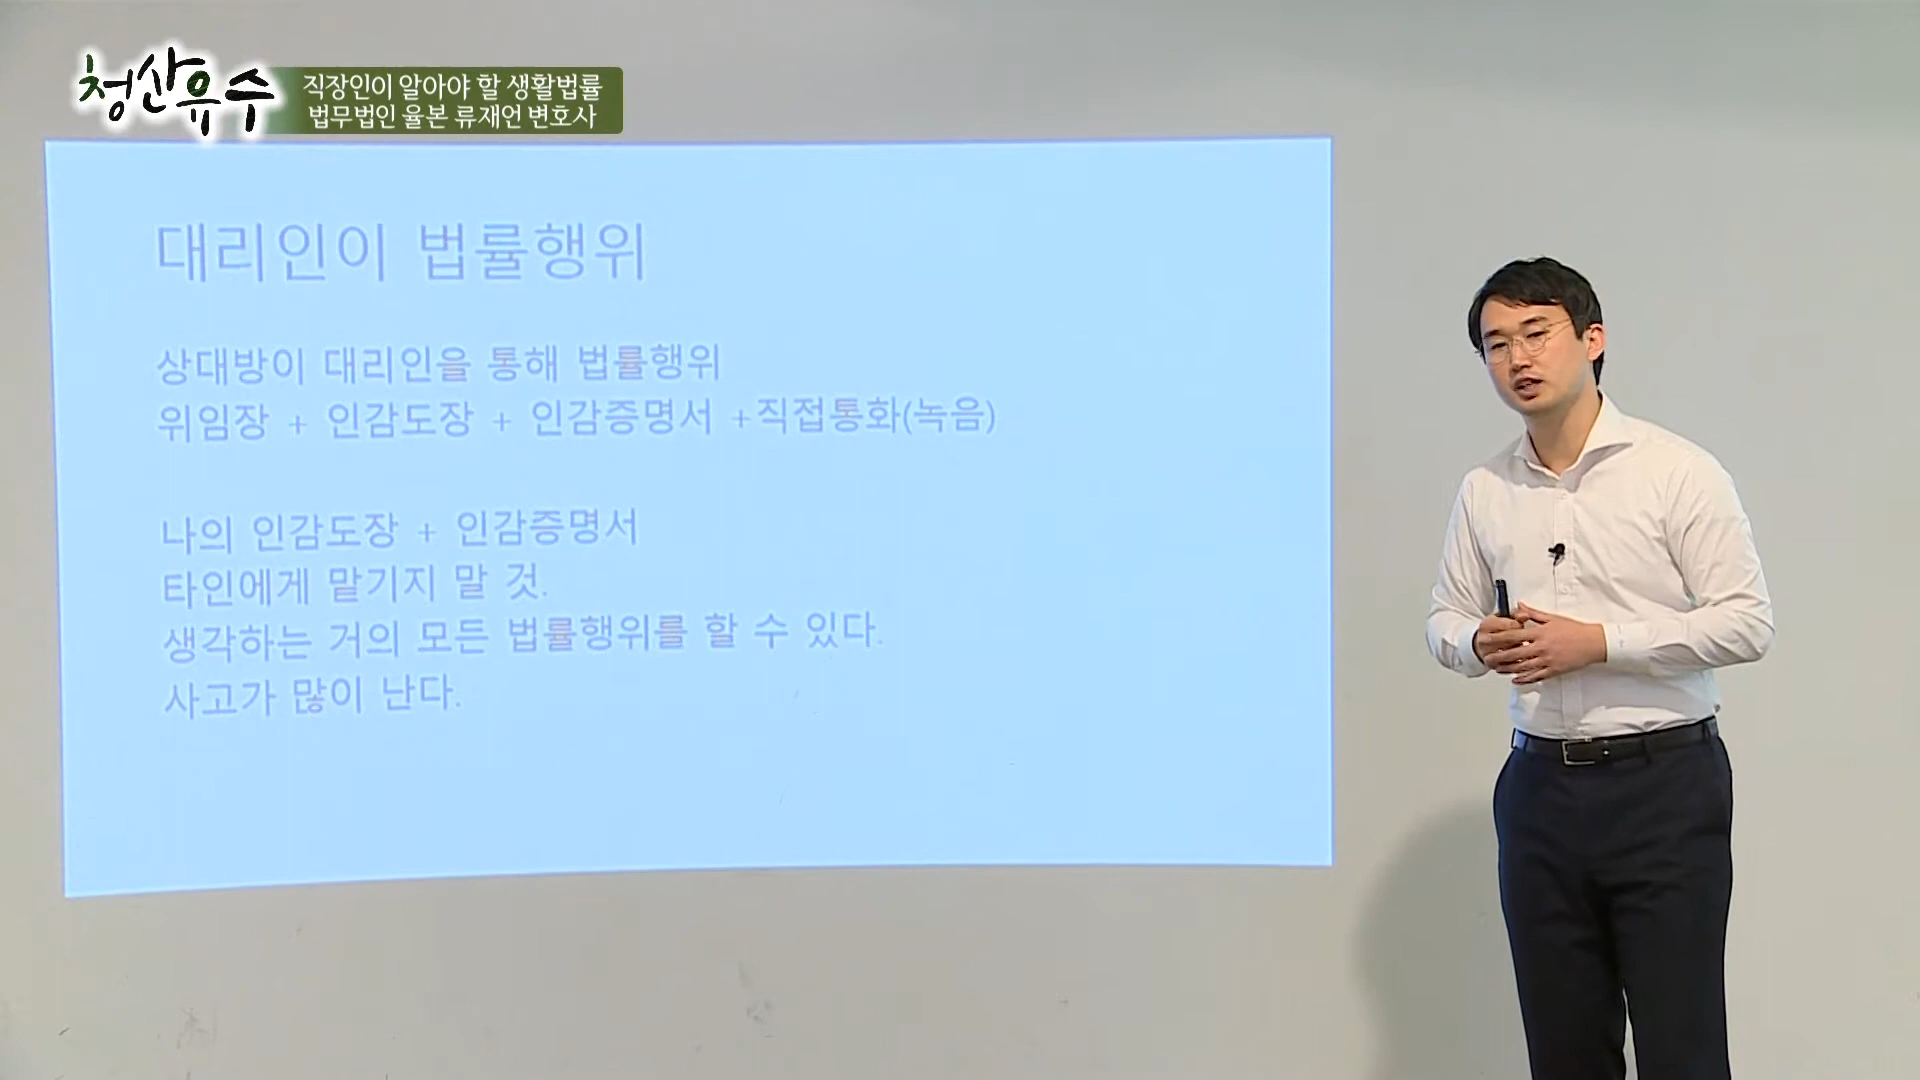 청산유수
직장인이 알아야 할 생활법률
법무법인 율본 류재언 변호사
대리인이 법률행위
상대방이 대리인을 통해 법률행위
위임장 + 인감도장 + 인감증명서 +직접통화(녹음)
나의 인감도장 + 인감증명서
타인에게 맡기지 말 것.
생각하는 거의 모든 법률행위를 할 수 있다.
사고가 많이 난다.